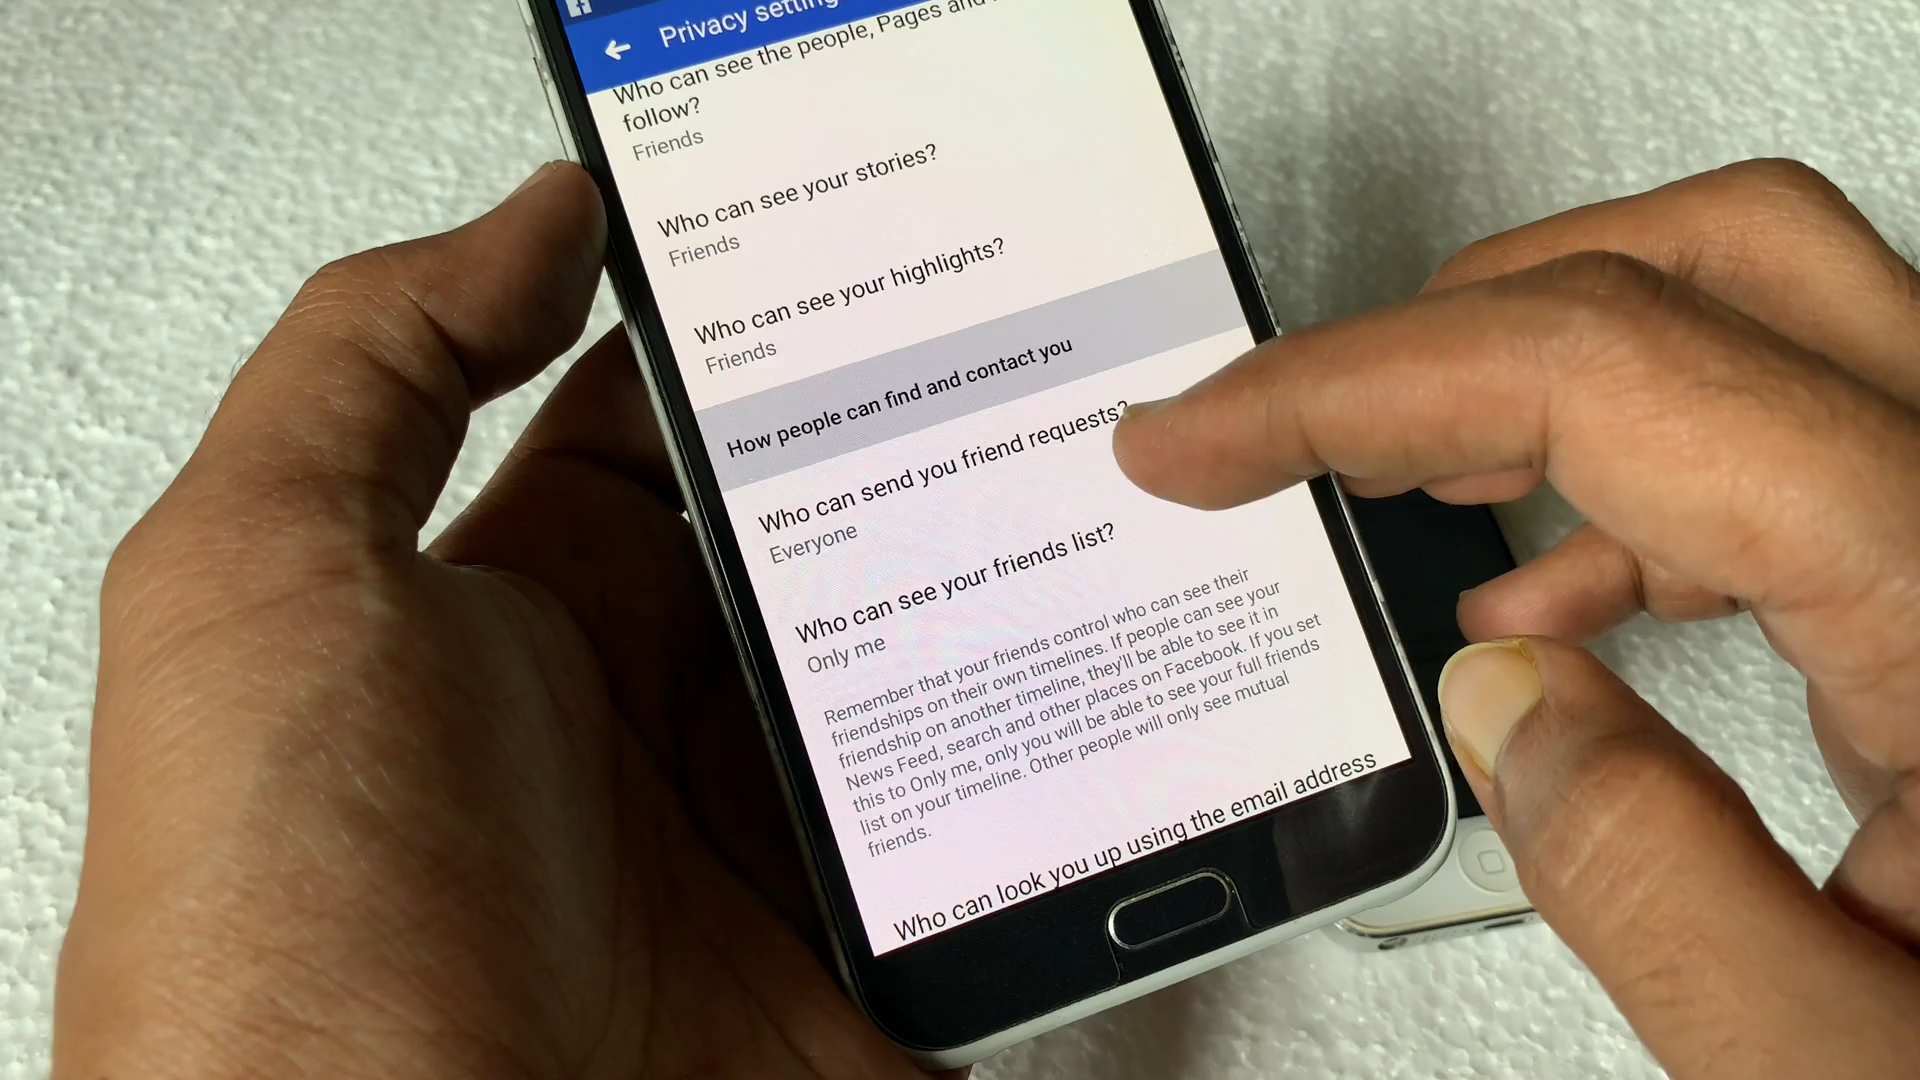 Privacy setting
Who can see the people, Pages and
follow?
Friends
Who can see your stories?
Friends
Who can see your highlights?
Friends
How people can find and contact you
Who can send you friend requests?
Everyone
Who can see your friends list?
Only me
Remember that your friends control who can see their
friendships on their own timelines. If people can see your
friendship on another timeline, they'll be able to see it in
News Feed, search and other places on Facebook. If you set
this to Only me, only you will be able to see your full friends
list on your timeline. Other people will only see mutual
friends.
Who can look you up using the email address